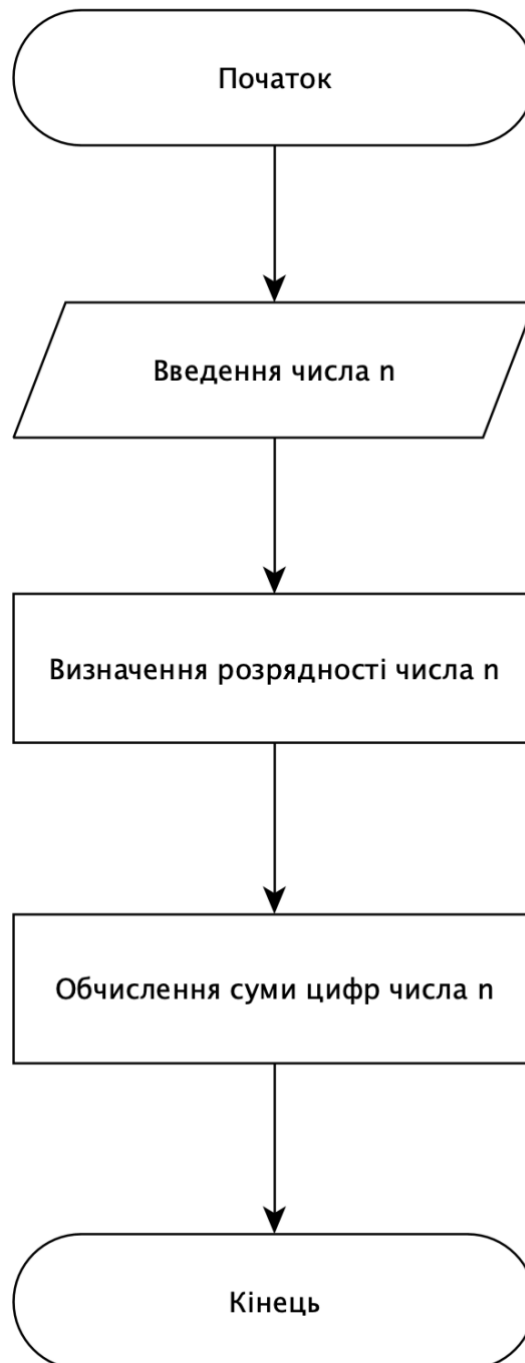 Початок
Введення числа n
Визначення розрядності числа n
Обчислення суми цифр числа n
Кінець